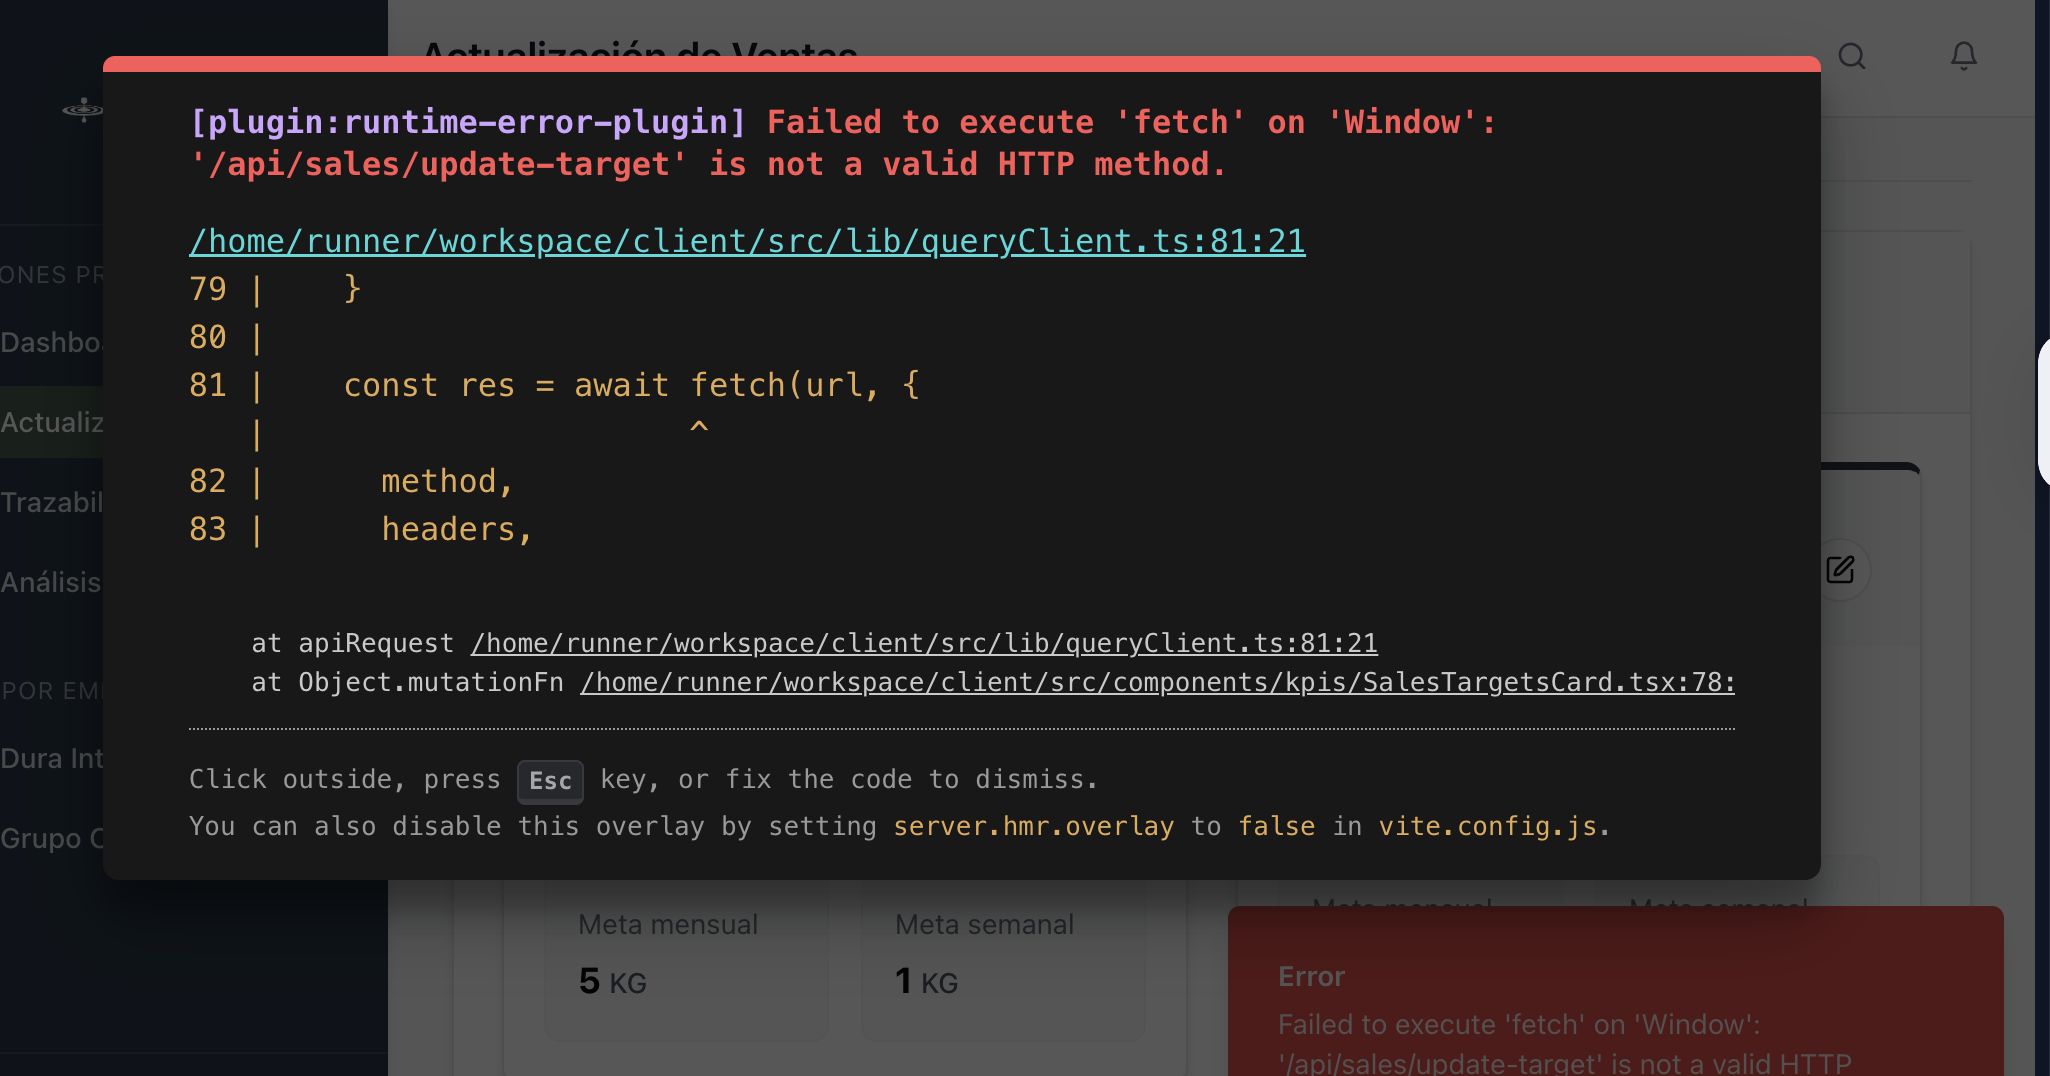 Actualización de Ventas
[plugin:runtime-error-plugin] Failed to execute 'fetch' on 'Window':
'/api/sales/update-target' is not a valid HTTP method.
/home/runner/workspace/client/src/lib/queryClient.ts:81:21
79 |    }
80 |
81 |    const res = await fetch(url, {
   |                      ^
82 |      method,
83 |      headers,
at apiRequest /home/runner/workspace/client/src/lib/queryClient.ts:81:21
at Object.mutationFn /home/runner/workspace/client/src/components/kpis/SalesTargetsCard.tsx:78:
Click outside, press Esc key, or fix the code to dismiss.
You can also disable this overlay by setting server.hmr.overlay to false in vite.config.js.
ONES PR
Dashboa
Actualiz
Trazabil
Análisis
POR EM
Dura Int
Grupo
Meta mensual
5 KG
Meta semanal
1 KG
Meta mensual
Meta semanal
Error
Failed to execute 'fetch' on 'Window':
'/api/sales/update-target' is not a valid HTTP